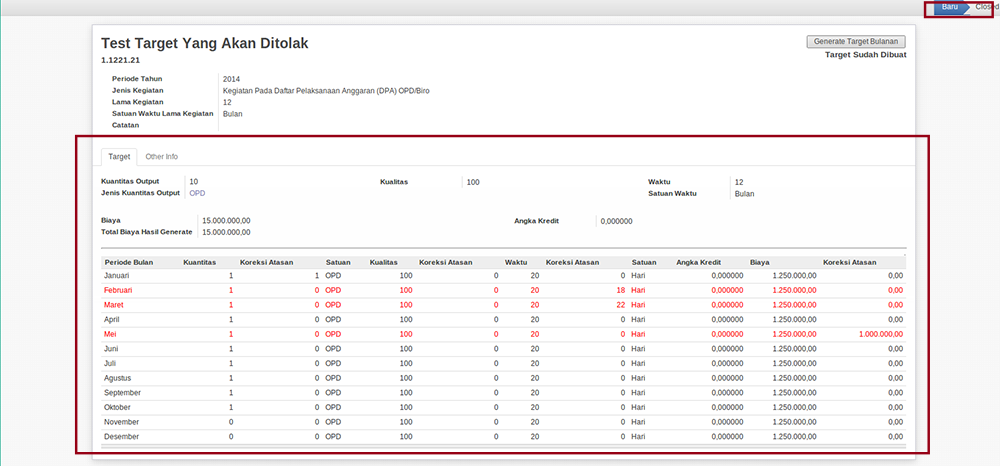 Baru Closed
Test Target Yang Akan Ditolak
Generate Target Bulanan
1.1221.21
Target Sudah Dibuat
Periode Tahun 2014
Jenis Kegiatan Kegiatan Pada Daftar Pelaksanaan Anggaran (DPA) OPD/Biro
Lama Kegiatan 12
Satuan Waktu Lama Kegiatan Bulan
Catatan
Target Other Info
Kuantitas Output 10 Kualitas 100 Waktu 12
Jenis Kuantitas Output OPD Satuan Waktu Bulan
Biaya 15.000.000,00 Angka Kredit 0,000000
Total Biaya Hasil Generate 15.000.000,00
Periode Bulan Kuantitas Koreksi Atasan Satuan Kualitas Koreksi Atasan Waktu Koreksi Atasan Satuan Angka Kredit Biaya Koreksi Atasan
Januari 1 1 OPD 100 0 20 0 Hari 0,000000 1.250.000,00 0,00
Februari 1 0 OPD 100 0 20 18 Hari 0,000000 1.250.000,00 0,00
Maret 1 0 OPD 100 0 20 22 Hari 0,000000 1.250.000,00 0,00
April 1 0 OPD 100 0 20 0 Hari 0,000000 1.250.000,00 0,00
Mei 1 0 OPD 100 0 20 0 Hari 0,000000 1.250.000,00 1.000.000,00
Juni 1 0 OPD 100 0 20 0 Hari 0,000000 1.250.000,00 0,00
Juli 1 0 OPD 100 0 20 0 Hari 0,000000 1.250.000,00 0,00
Agustus 1 0 OPD 100 0 20 0 Hari 0,000000 1.250.000,00 0,00
September 1 0 OPD 100 0 20 0 Hari 0,000000 1.250.000,00 0,00
Oktober 1 0 OPD 100 0 20 0 Hari 0,000000 1.250.000,00 0,00
November 0 0 OPD 100 0 20 0 Hari 0,000000 1.250.000,00 0,00
Desember 0 0 OPD 100 0 20 0 Hari 0,000000 1.250.000,00 0,00